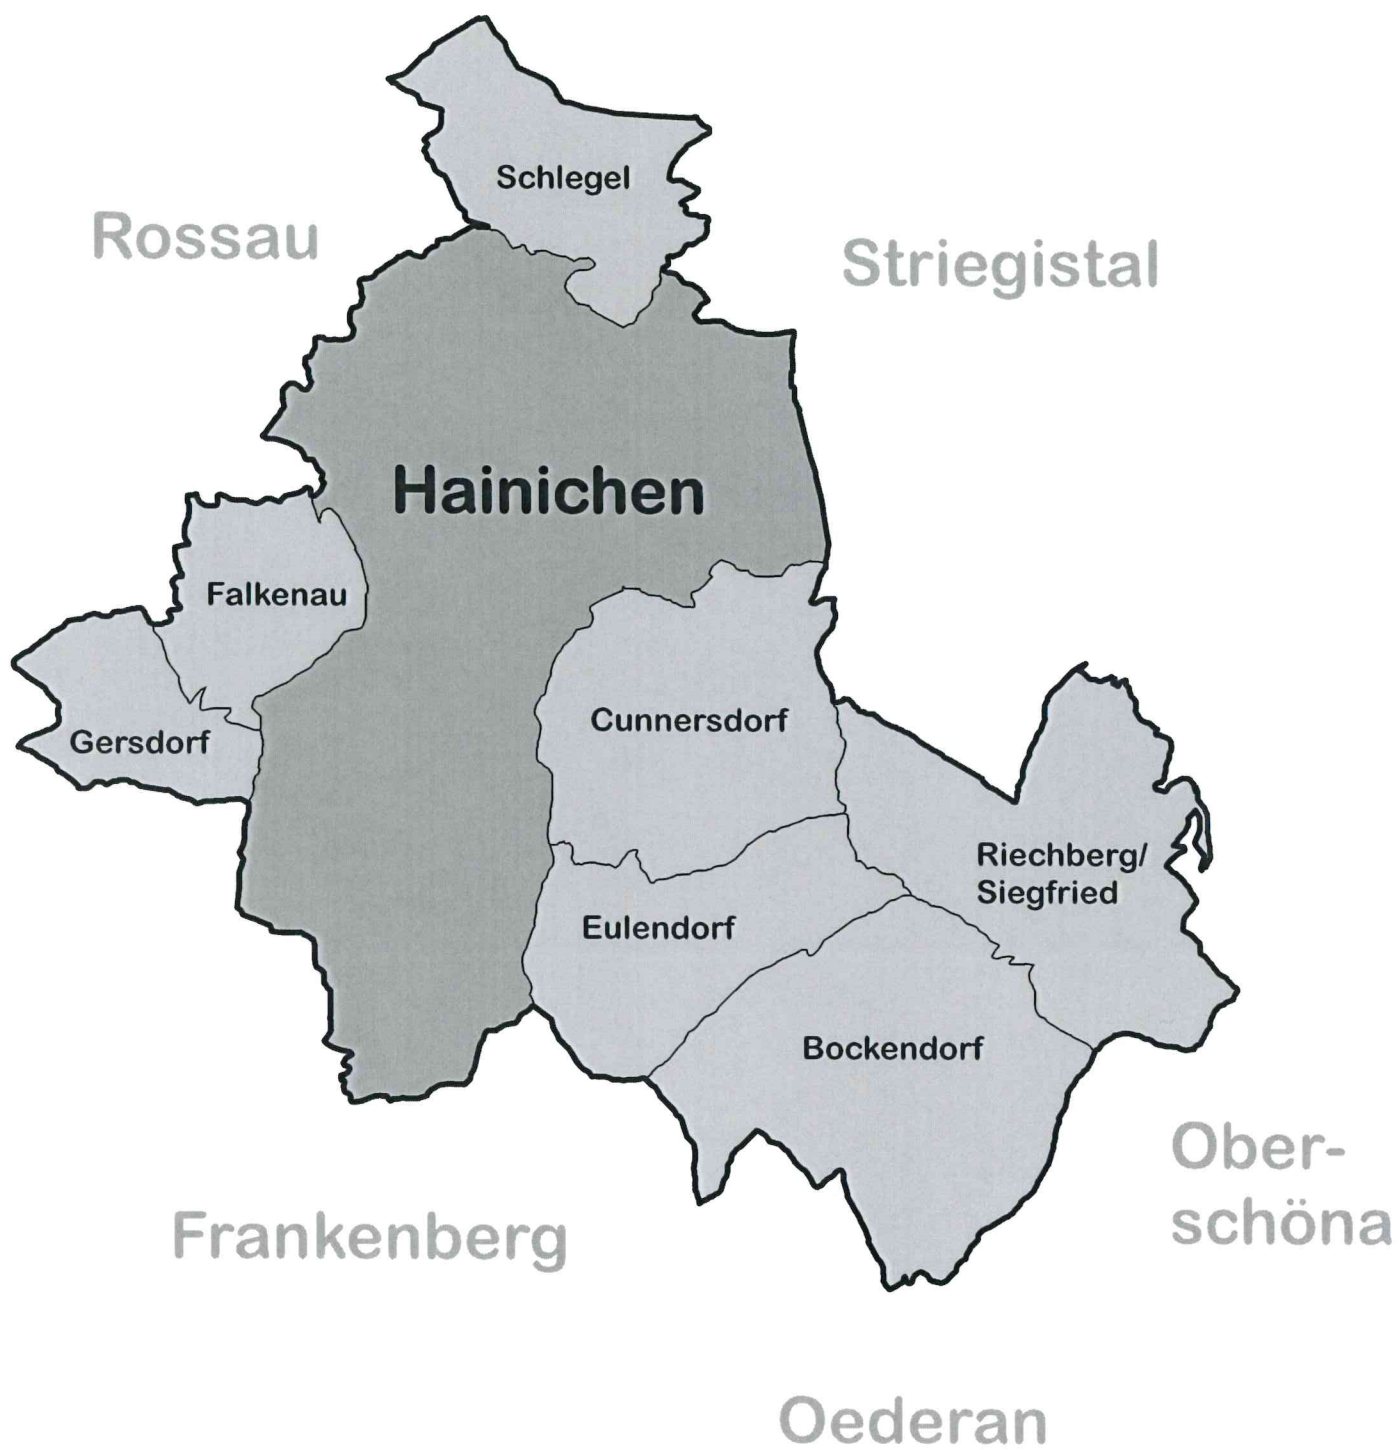 Schlegel
Rossau
Striegistal
Hainichen
Falkenau
Gersdorf
Cunnersdorf
Riechberg/
Siegfried
Eulendorf
Bockendorf
Ober-
schöna
Frankenberg
Oederan